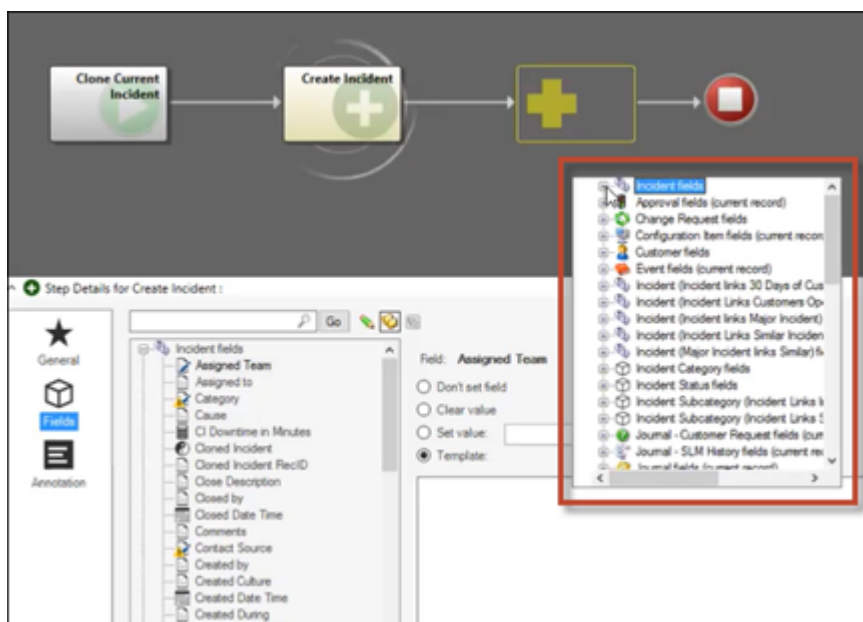 Clone Current
Incident
Create Incident
Incident fields
Approval fields (current record)
Change Request fields
Configuration Item fields (current recor
Customer fields
Event fields (current record)
Incident (Incident links 30 Days of Cus
Incident (Incident Links Customers Op
Incident (Incident links Major Incident)
Incident (Incident Links Similar Inciden
Incident (Major Incident links Similar) fi
Incident Category fields
Incident Status fields
Incident Subcategory (Incident Links I
Incident Subcategory (Incident Links S
Journal - Customer Request fields (curr
Journal - SLM History fields (current re
Journal fields (current record)
Step Details for Create Incident :
General
Fields
Annotation
Go
Incident fields
Assigned Team
Assigned to
Category
Cause
CI Downtime in Minutes
Cloned Incident
Cloned Incident RecID
Close Description
Closed by
Closed Date Time
Comments
Contact Source
Created by
Created Culture
Created Date Time
Created During
Field: Assigned Team
Don't set field
Clear value
Set value:
Template: